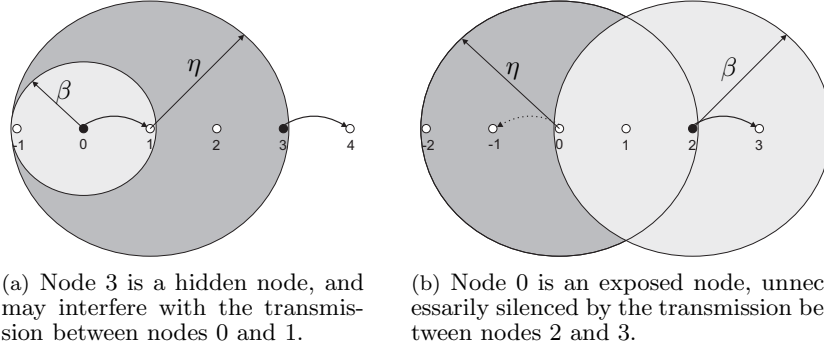 η
β
-1
0
1
2
3
4
η
β
-2
-1
0
1
2
3
(a) Node 3 is a hidden node, and
may interfere with the transmis-
sion between nodes 0 and 1.
(b) Node 0 is an exposed node, unnec
essarily silenced by the transmission be
tween nodes 2 and 3.